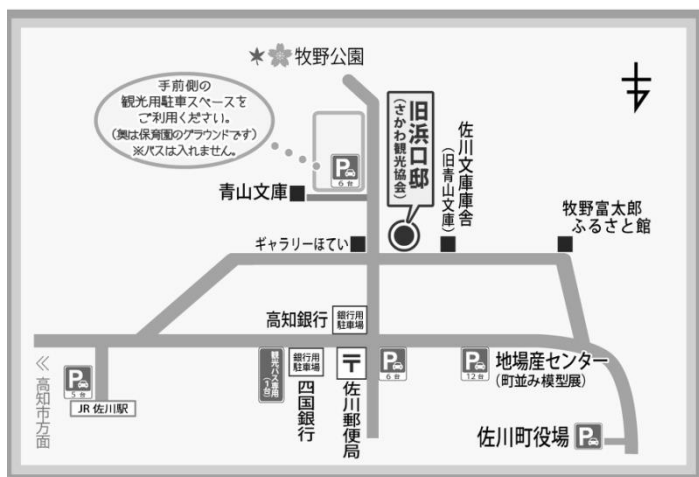 牧野公園
手前側の
観光用駐車スペースを
ご利用ください。
(奥は保育園のグラウンドです)
※バスは入れません。
P
6台
青山文庫
旧浜口邸
(さかわ観光協会)
佐川文庫庫舎
(旧青山文庫)
牧野富太郎
ふるさと館
ギャラリーほてい
高知銀行
銀行用
駐車場
《高知市方面
P
5台
JR 佐川駅
観光バス専用
(1台)
銀行用
駐車場
四国銀行
〒
佐川郵便局
P
6台
P
12台
地場産センター
(町並み模型展)
佐川町役場
P